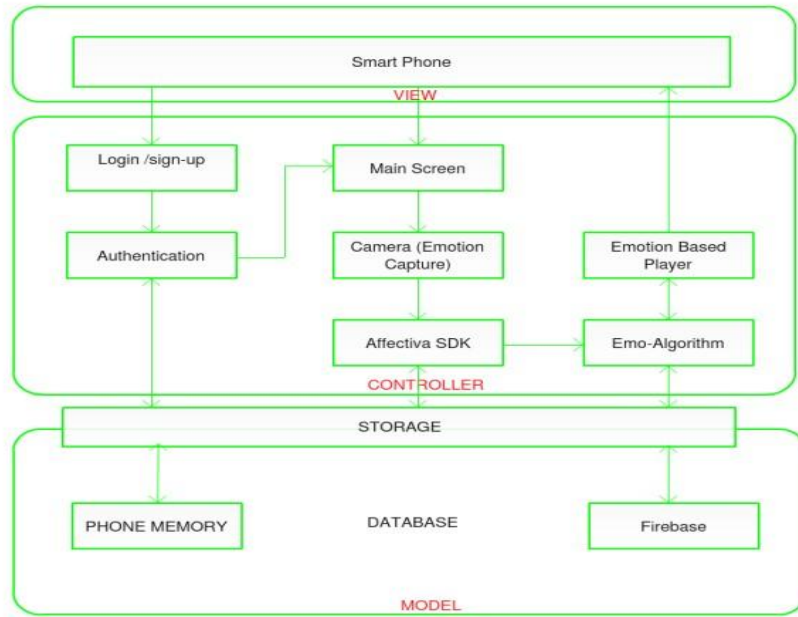 Smart Phone
VIEW
Login /sign-up
Main Screen
Authentication
Camera (Emotion
Capture)
Emotion Based
Player
Affectiva SDK
Emo-Algorithm
CONTROLLER
STORAGE
PHONE MEMORY
DATABASE
Firebase
MODEL